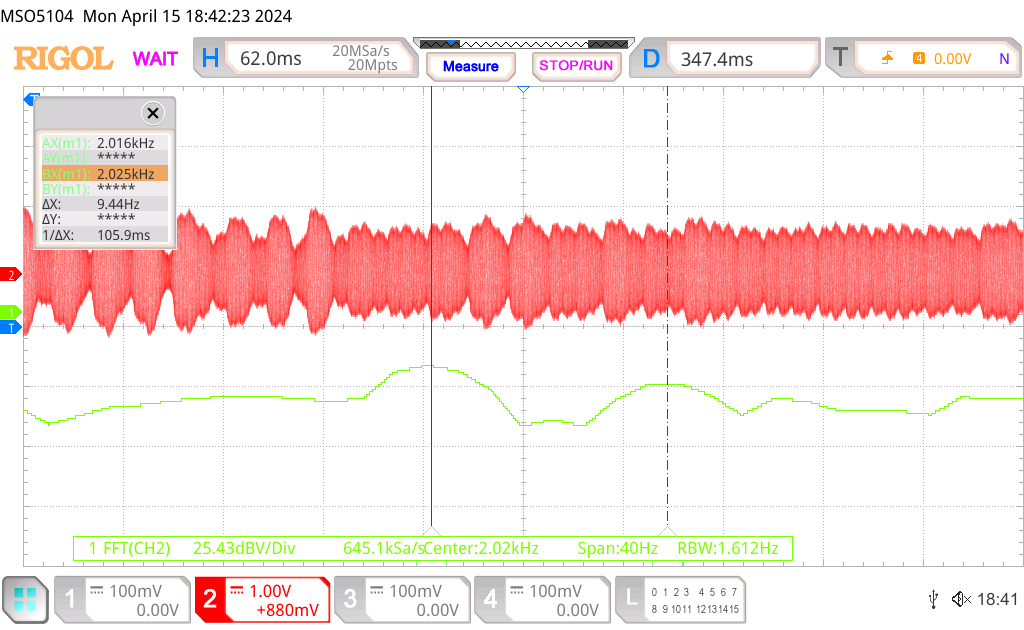 MSO5104 Mon April 15 18:42:23 2024
RIGOL WAIT H 62.0ms 20MSa/s 20Mpts Measure STOP/RUN D 347.4ms T 4 0.00V N
T
AX(m1): 2.016kHz
AY(m1): *****
BX(m1): 2.025kHz
BY(m1): *****
ΔX: 9.44Hz
ΔY: *****
1/ΔX: 105.9ms
2
1
T
1 FFT(CH2) 25.43dBV/Div 645.1kSa/sCenter:2.02kHz Span:40Hz RBW:1.612Hz
1 100mV 2 1.00V 3 100mV 4 100mV L 0 1 2 3 4 5 6 7
0.00V +880mV 0.00V 0.00V 8 9 10 11 12 13 14 15
18:41